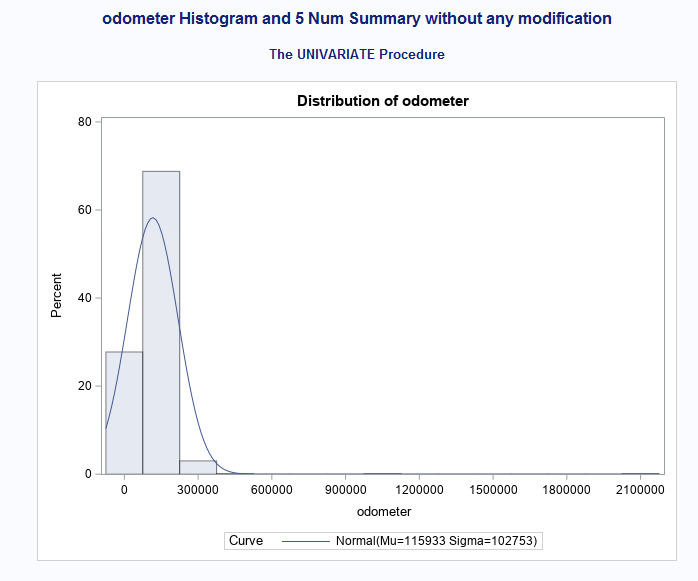 odometer Histogram and 5 Num Summary without any modification
The UNIVARIATE Procedure
Distribution of odometer
80
60
40
20
0
Percent
0 300000 600000 900000 1200000 1500000 1800000 2100000
odometer
Curve Normal(Mu=115933 Sigma=102753)